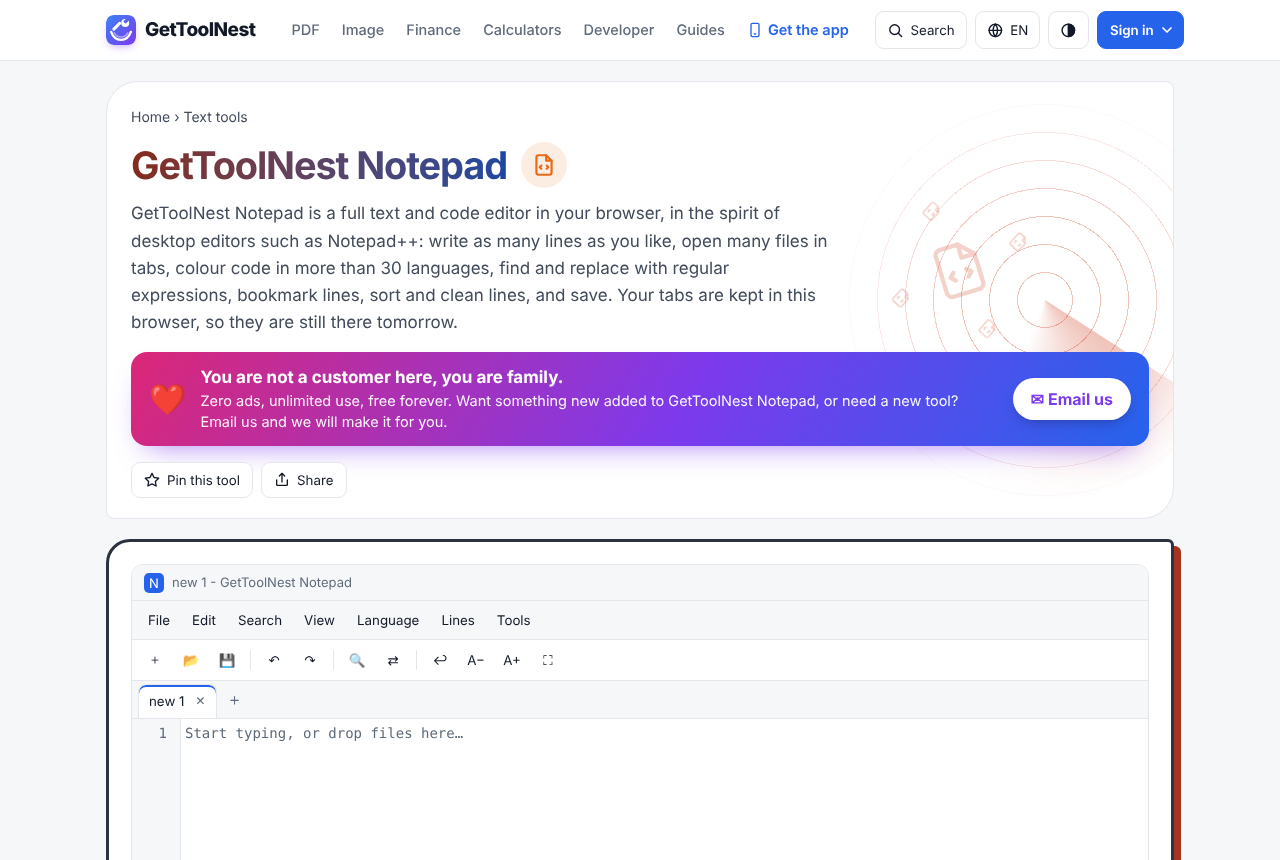 GetToolNest
PDF
Image
Finance
Calculators
Developer
Guides
Get the app
Search
EN
Sign in
Home › Text tools
GetToolNest Notepad
GetToolNest Notepad is a full text and code editor in your browser, in the spirit of
desktop editors such as Notepad++: write as many lines as you like, open many files in
tabs, colour code in more than 30 languages, find and replace with regular
expressions, bookmark lines, sort and clean lines, and save. Your tabs are kept in this
browser, so they are still there tomorrow.
You are not a customer here, you are family.
Zero ads, unlimited use, free forever. Want something new added to GetToolNest Notepad, or need a new tool?
Email us and we will make it for you.
✉ Email us
Pin this tool
Share
N new 1 - GetToolNest Notepad
File Edit Search View Language Lines Tools
+ A− A+
new 1 × +
1 Start typing, or drop files here…